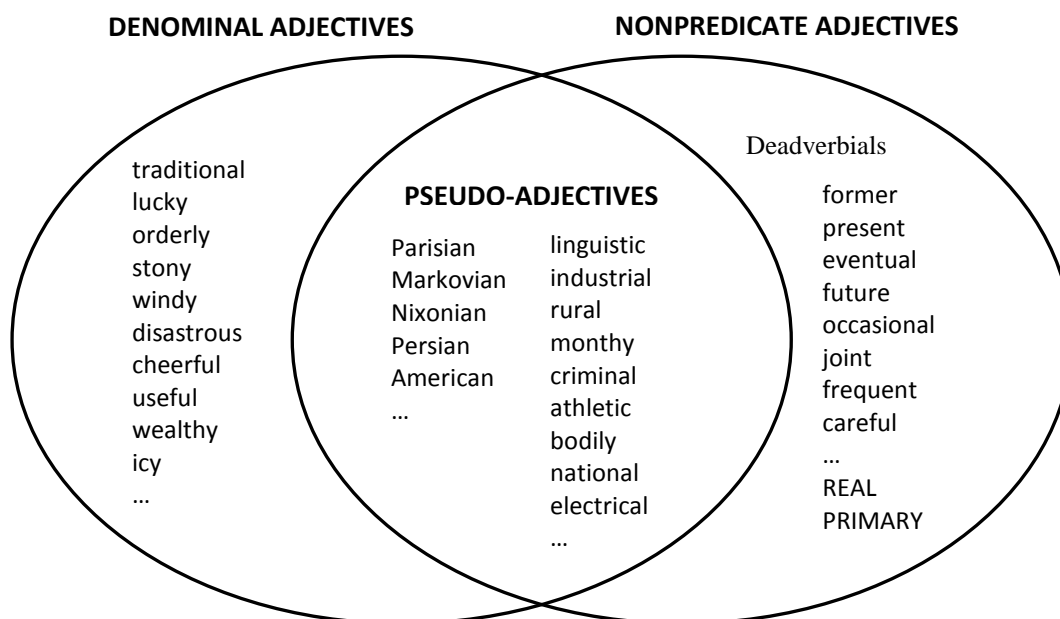 DENOMINAL ADJECTIVES
NONPREDICATE ADJECTIVES
traditional
lucky
orderly
stony
windy
disastrous
cheerful
useful
wealthy
icy
…
PSEUDO-ADJECTIVES
Parisian
Markovian
Nixonian
Persian
American
…
linguistic
industrial
rural
monthy
criminal
athletic
bodily
national
electrical
…
Deadverbials
former
present
eventual
future
occasional
joint
frequent
careful
…
REAL
PRIMARY